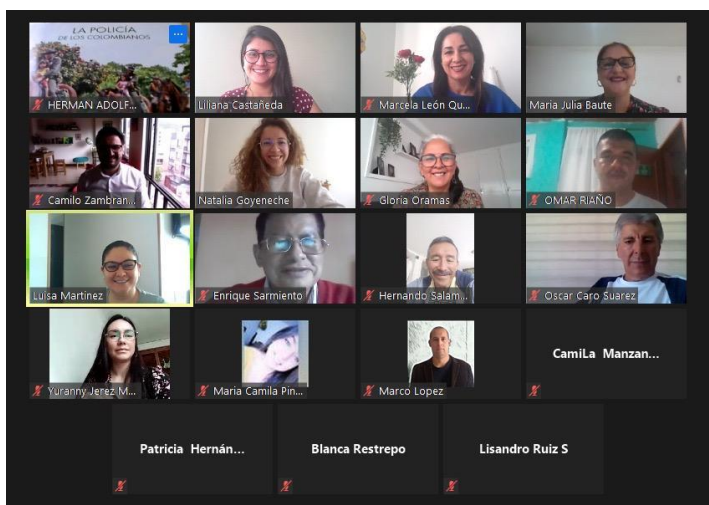 LA POLICÍA
DE LOS COLOMBIANOS
HERMAN ADOLF...
Liliana Castañeda
Marcela León Qu...
Maria Julia Baute
Camilo Zambran...
Natalia Goyeneche
Gloria Oramas
OMAR RIAÑO
Luisa Martinez
Enrique Sarmiento
Hernando Salam...
Oscar Caro Suarez
Yuranny Jerez M...
Maria Camila Pin...
Marco Lopez
CamiLa Manzan...
Patricia Hernán...
Blanca Restrepo
Lisandro Ruiz S